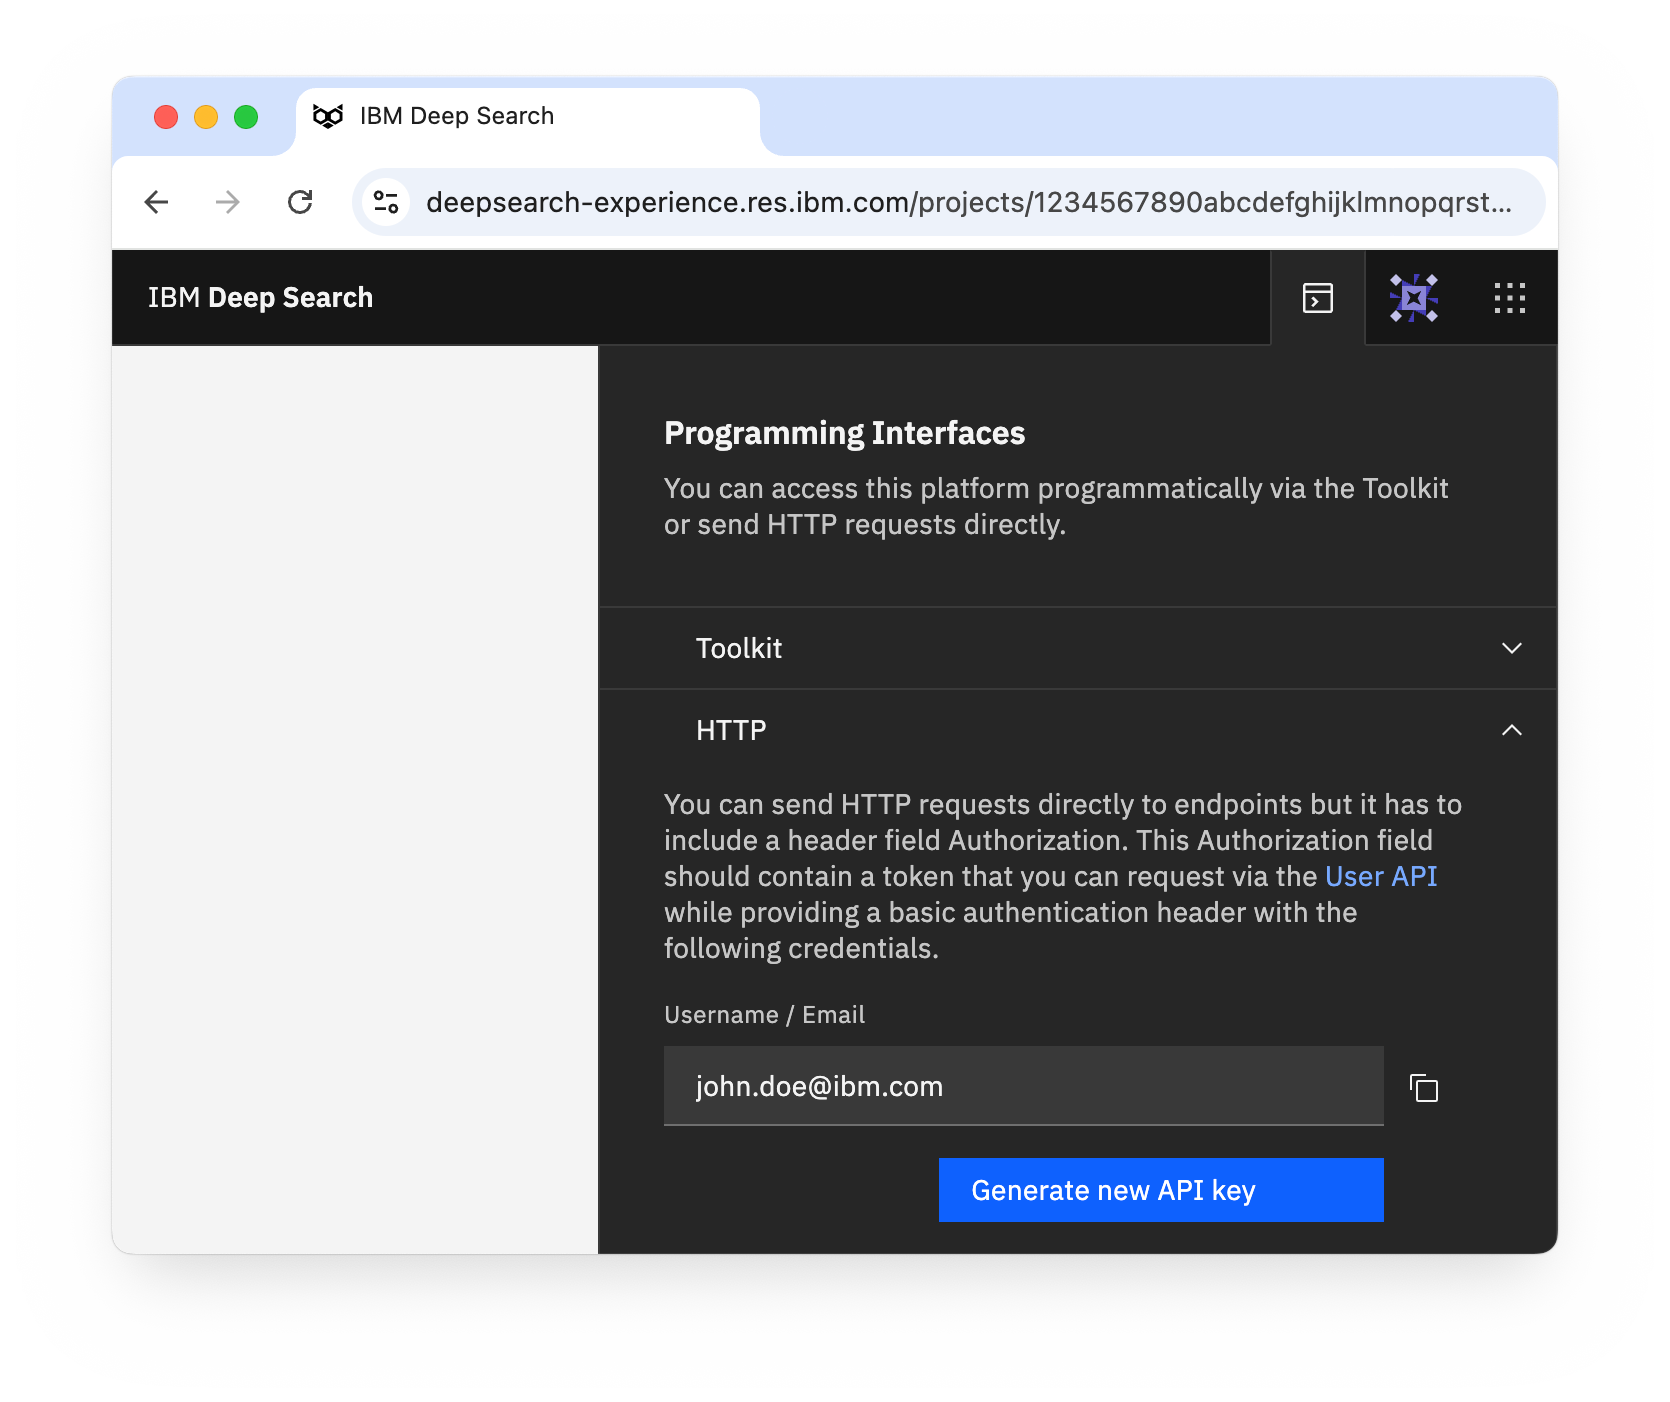 IBM Deep Search
deepsearch-experience.res.ibm.com/projects/1234567890abcdefghijklmnopqrst...
IBM Deep Search
Programming Interfaces
You can access this platform programmatically via the Toolkit
or send HTTP requests directly.
Toolkit
HTTP
You can send HTTP requests directly to endpoints but it has to
include a header field Authorization. This Authorization field
should contain a token that you can request via the User API
while providing a basic authentication header with the
following credentials.
Username / Email
john.doe@ibm.com
Generate new API key